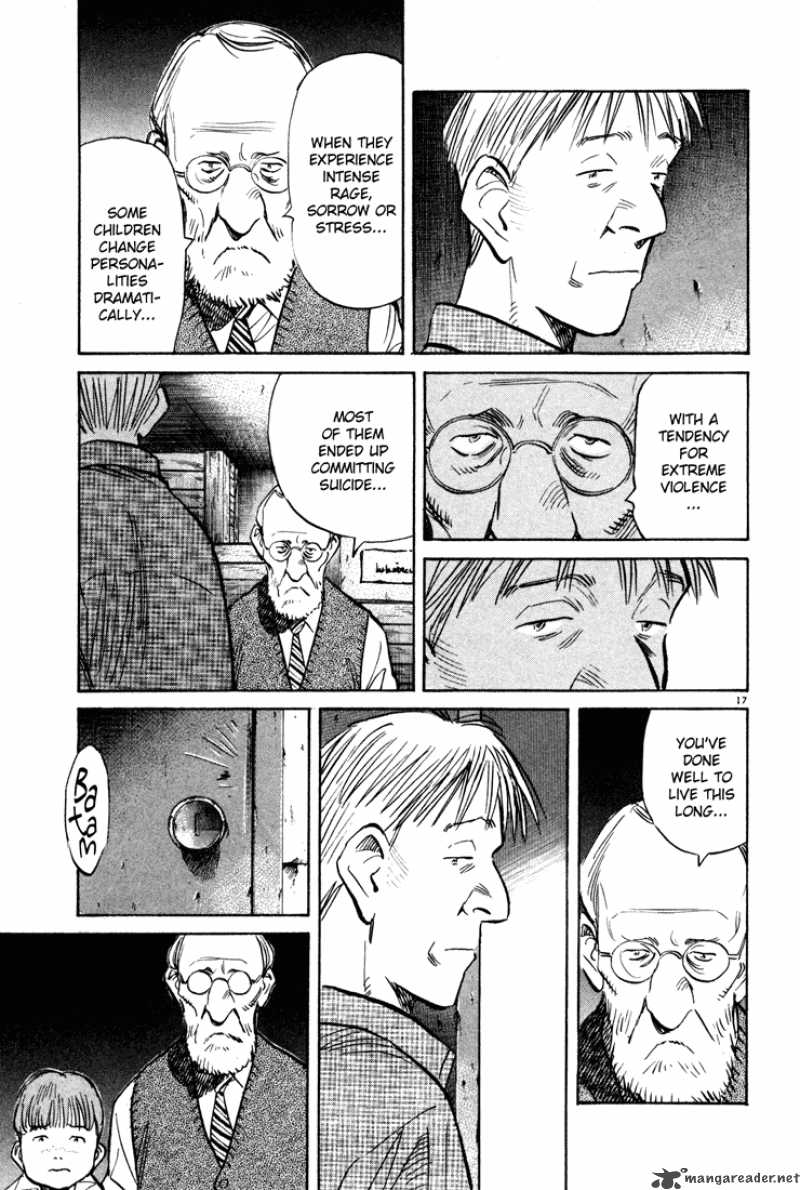 WHEN THEY
EXPERIENCE
INTENSE
RAGE,
SORROW OR
STRESS...
SOME
CHILDREN
CHANGE
PERSONA-
LITIES
DRAMATI-
CALLY...
WITH A
TENDENCY
FOR
EXTREME
VIOLENCE
...
MOST
OF THEM
ENDED UP
COMMITTING
SUICIDE...
17
YOU'VE
DONE
WELL TO
LIVE THIS
LONG...
Batam
mangareader.net